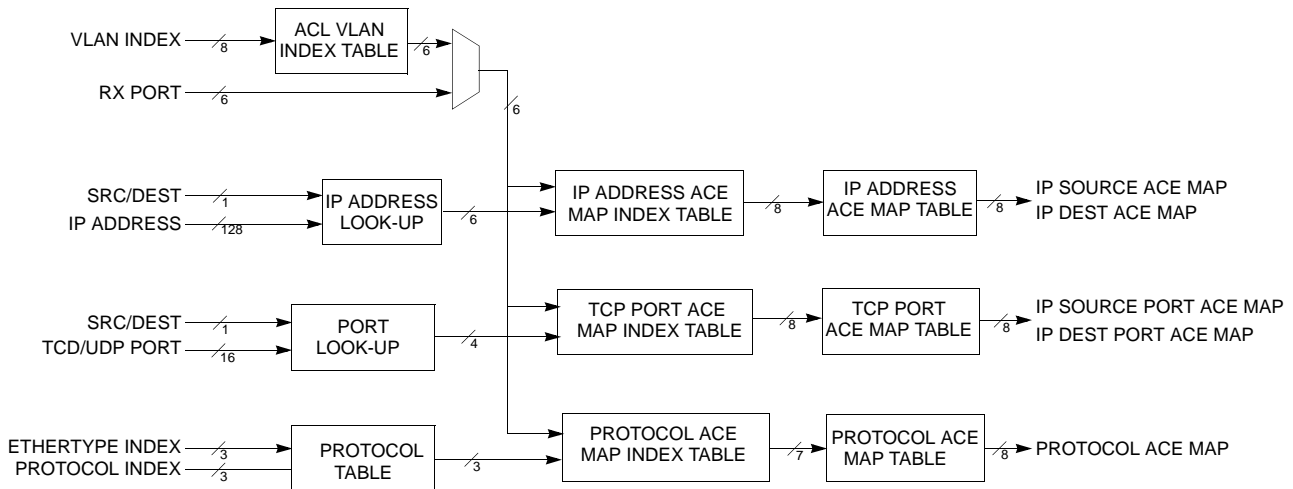 VLAN INDEX
8
ACL VLAN
INDEX TABLE
6
RX PORT
6
6
SRC/DEST
1
IP ADDRESS
128
IP ADDRESS
LOOK-UP
6
IP ADDRESS ACE
MAP INDEX TABLE
8
IP ADDRESS
ACE MAP TABLE
8
IP SOURCE ACE MAP
IP DEST ACE MAP
SRC/DEST
1
TCD/UDP PORT
16
PORT
LOOK-UP
4
TCP PORT ACE
MAP INDEX TABLE
8
TCP PORT
ACE MAP TABLE
8
IP SOURCE PORT ACE MAP
IP DEST PORT ACE MAP
ETHERTYPE INDEX
3
PROTOCOL INDEX
3
PROTOCOL
TABLE
3
PROTOCOL ACE
MAP INDEX TABLE
7
PROTOCOL ACE
MAP TABLE
8
PROTOCOL ACE MAP